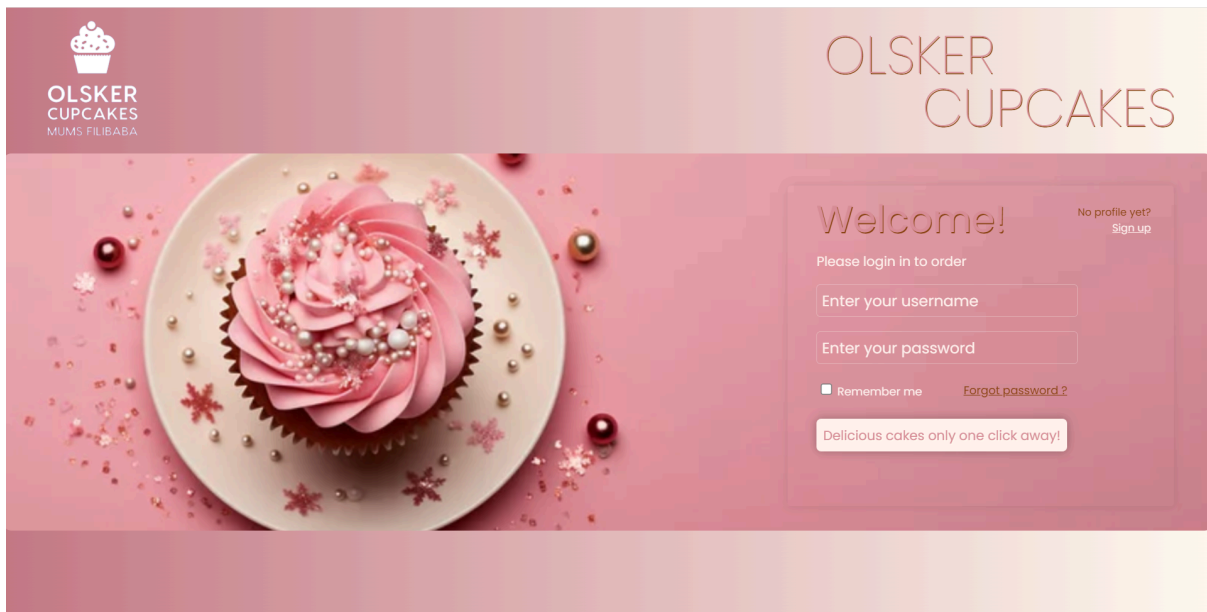 OLSKER
CUPCAKES
MUMS FILIBABA
OLSKER
CUPCAKES
Welcome!
No profile yet?
Sign up
Please login in to order
Enter your username
Enter your password
Remember me
Forgot password ?
Delicious cakes only one click away!